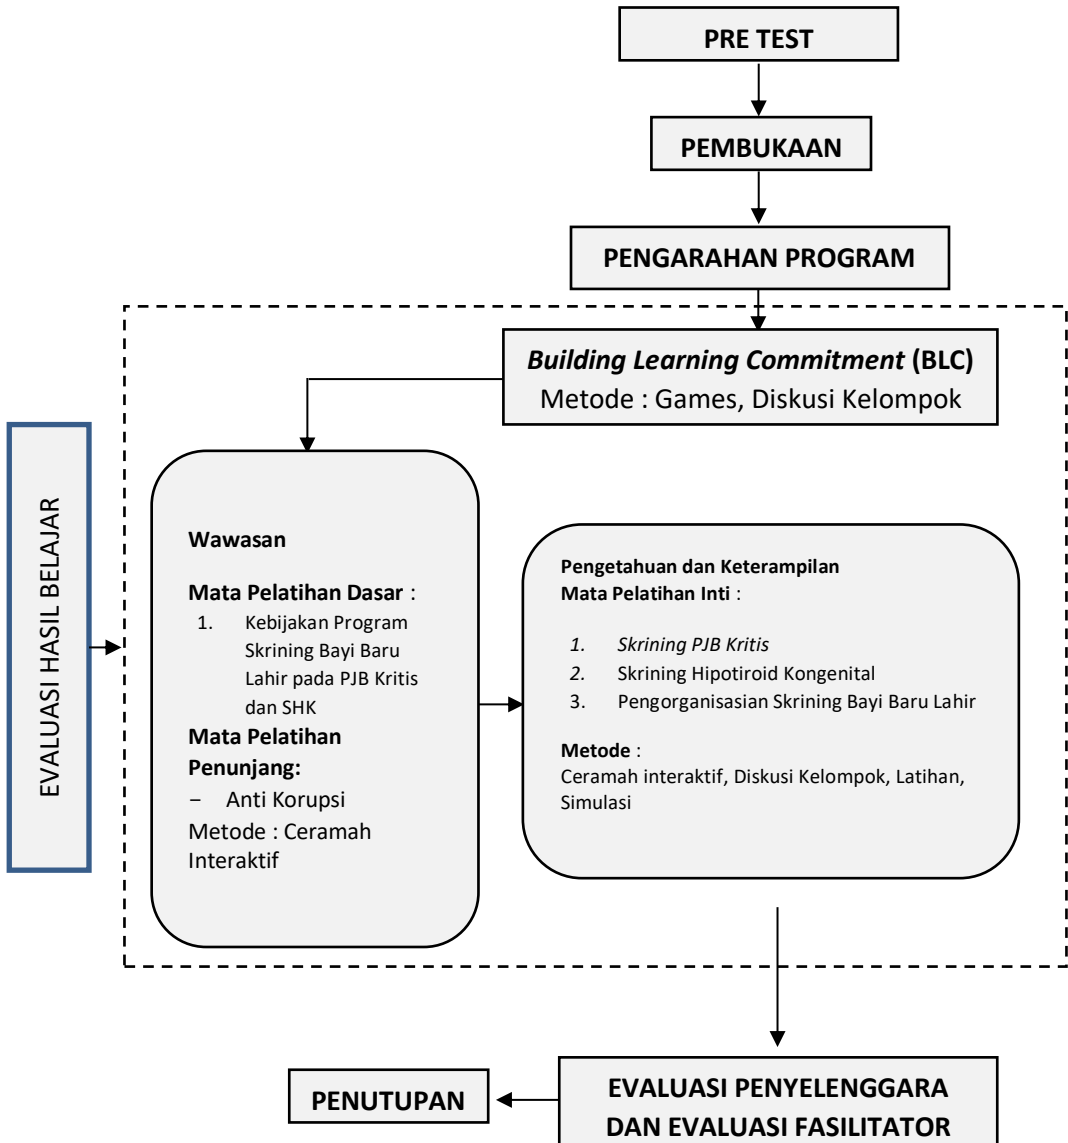 PRE TEST
PEMBUKAAN
PENGARAHAN PROGRAM
Building Learning Commitment (BLC)
Metode : Games, Diskusi Kelompok
EVALUASI HASIL BELAJAR
Wawasan
Mata Pelatihan Dasar :
1. Kebijakan Program
Skrining Bayi Baru
Lahir pada PJB Kritis
dan SHK
Mata Pelatihan
Penunjang:
− Anti Korupsi
Metode : Ceramah
Interaktif
Pengetahuan dan Keterampilan
Mata Pelatihan Inti :
1. Skrining PJB Kritis
2. Skrining Hipotiroid Kongenital
3. Pengorganisasian Skrining Bayi Baru Lahir
Metode :
Ceramah interaktif, Diskusi Kelompok, Latihan,
Simulasi
PENUTUPAN
EVALUASI PENYELENGGARA
DAN EVALUASI FASILITATOR